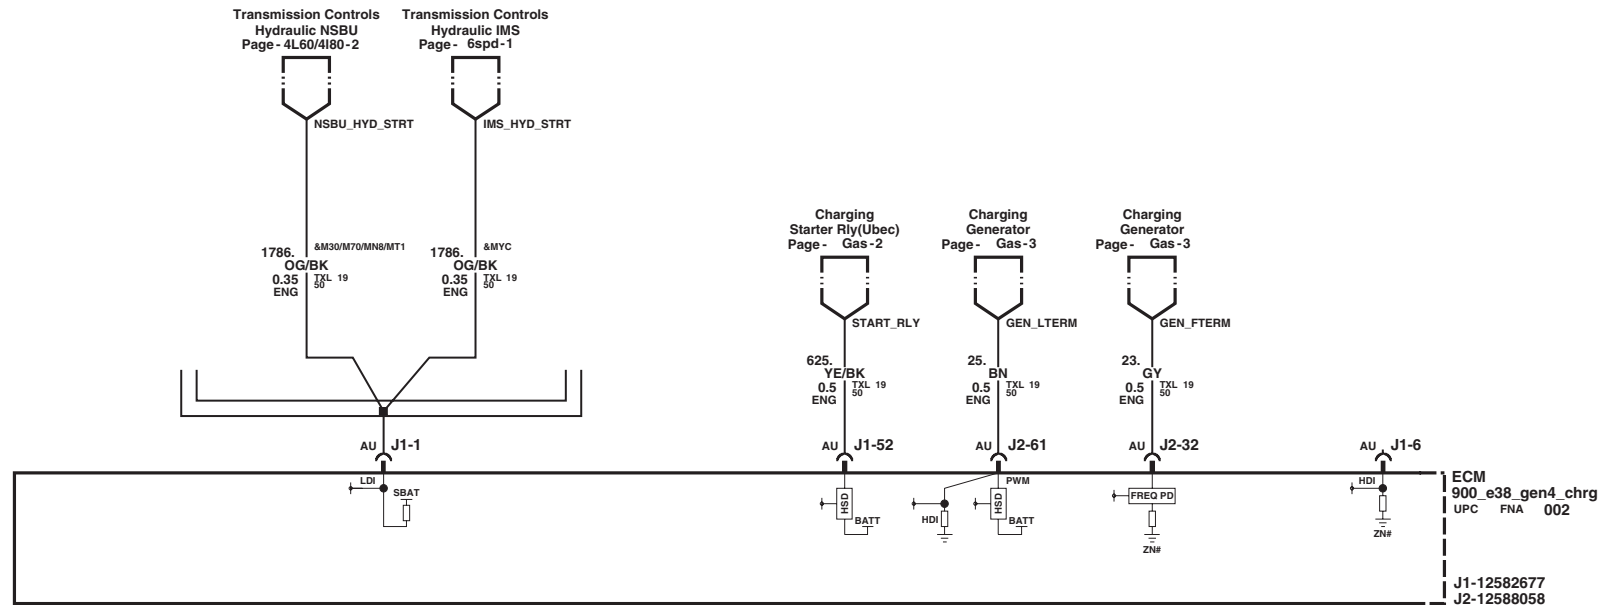 Transmission Controls
Hydraulic NSBU
Page - 4L60/4l80-2
NSBU_HYD_STRT
1786.
&M30/M70/MN8/MT1
OG/BK
0.35
TXL 19
50
ENG
Transmission Controls
Hydraulic IMS
Page - 6spd-1
IMS_HYD_STRT
1786.
&MYC
OG/BK
0.35
TXL 19
50
ENG
Charging
Starter Rly(Ubec)
Page - Gas-2
START_RLY
625.
YE/BK
0.5
TXL 19
50
ENG
Charging
Generator
Page - Gas-3
GEN_LTERM
25.
BN
0.5
TXL 19
50
ENG
Charging
Generator
Page - Gas-3
GEN_FTERM
23.
GY
0.5
TXL 19
50
ENG
AU J1-1
AU J1-52
AU J2-61
AU J2-32
AU J1-6
LDI
SBAT
HSD
BATT
HDI
PWM
HSD
BATT
FREQ PD
ZN#
HDI
ZN#
ECM
900_e38_gen4_chrg
UPC FNA 002
J1-12582677
J2-12588058